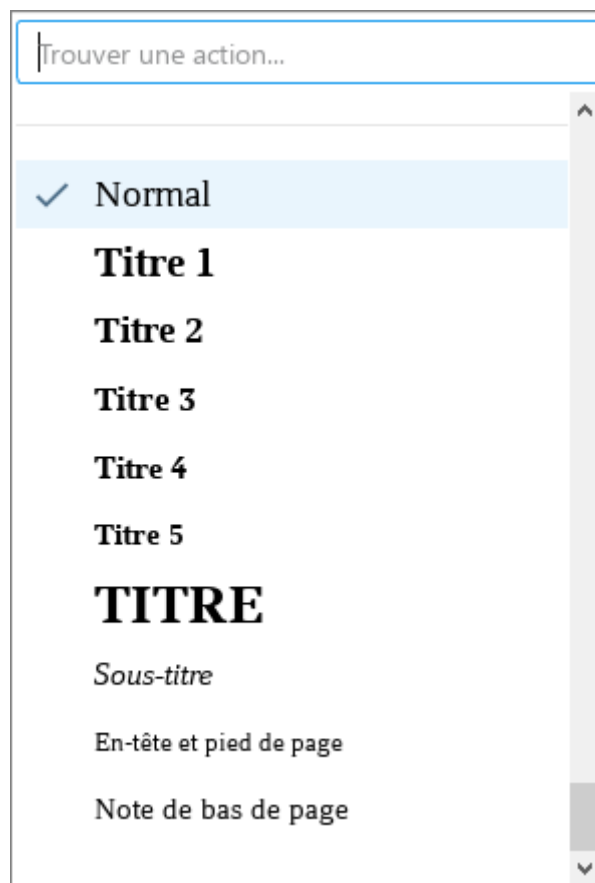 Trouver une action...
Normal
Titre 1
Titre 2
Titre 3
Titre 4
Titre 5
TITRE
Sous-titre
En-tête et pied de page
Note de bas de page